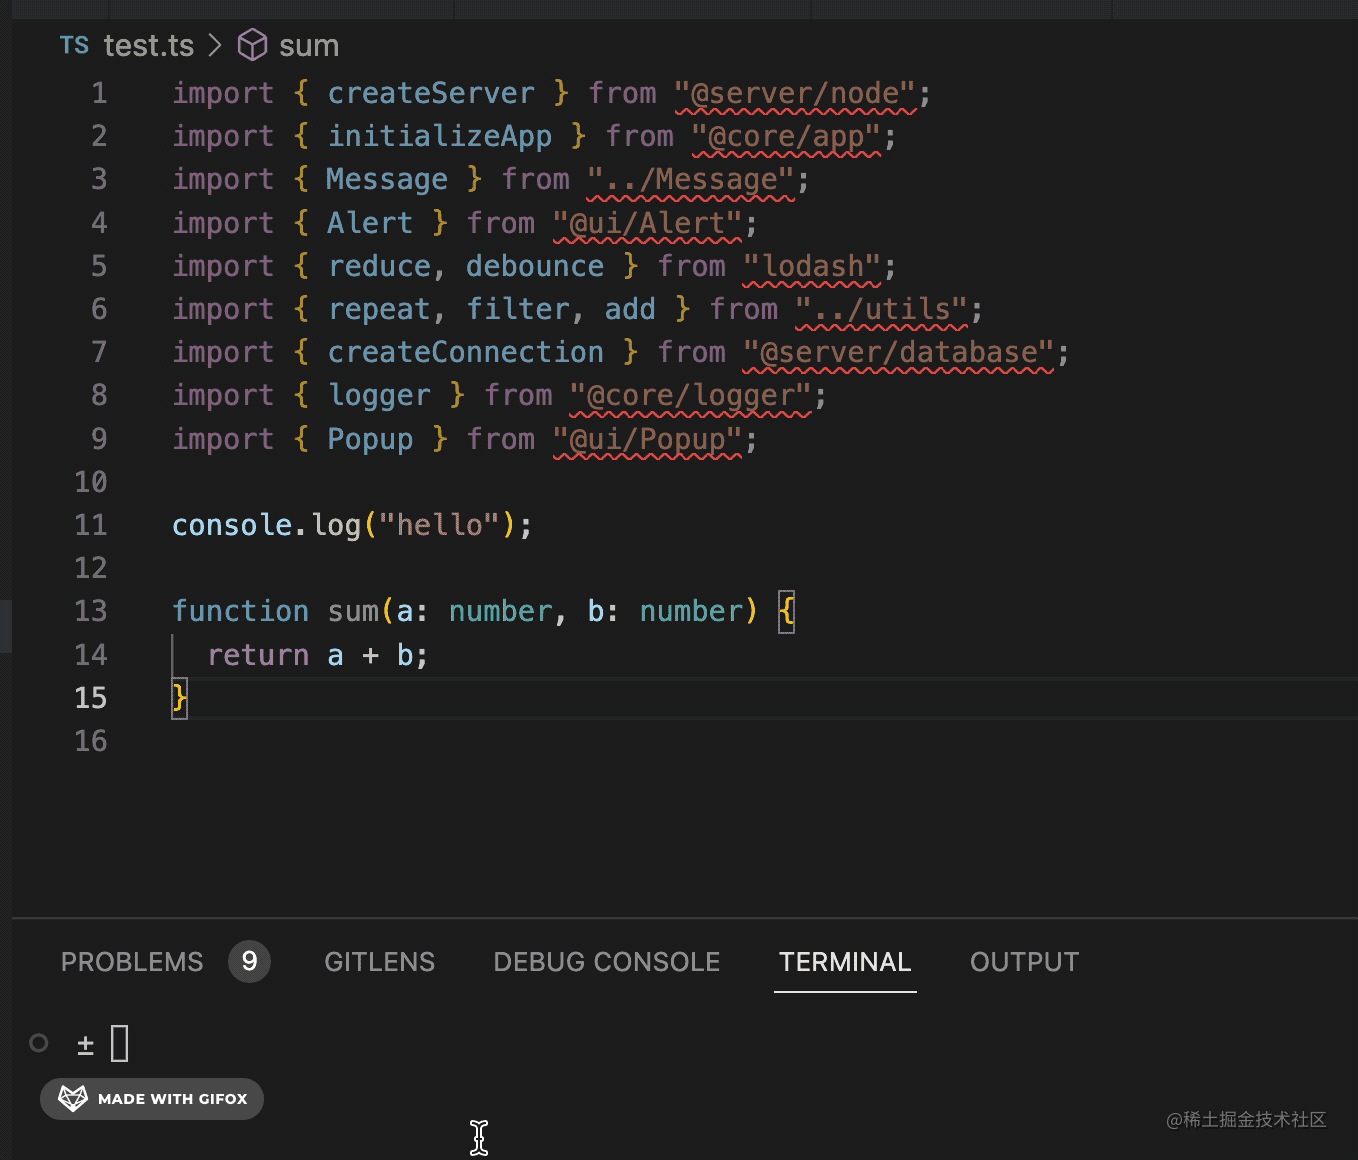 TS test.ts > sum
1 import { createServer } from "@server/node";
2 import { initializeApp } from "@core/app";
3 import { Message } from "../Message";
4 import { Alert } from "@ui/Alert";
5 import { reduce, debounce } from "lodash";
6 import { repeat, filter, add } from "../utils";
7 import { createConnection } from "@server/database";
8 import { logger } from "@core/logger";
9 import { Popup } from "@ui/Popup";
10
11 console.log("hello");
12
13 function sum(a: number, b: number) {
14   return a + b;
15 }
16
PROBLEMS 9 GITLENS DEBUG CONSOLE TERMINAL OUTPUT
±
MADE WITH GIFOX
@稀土掘金技术社区